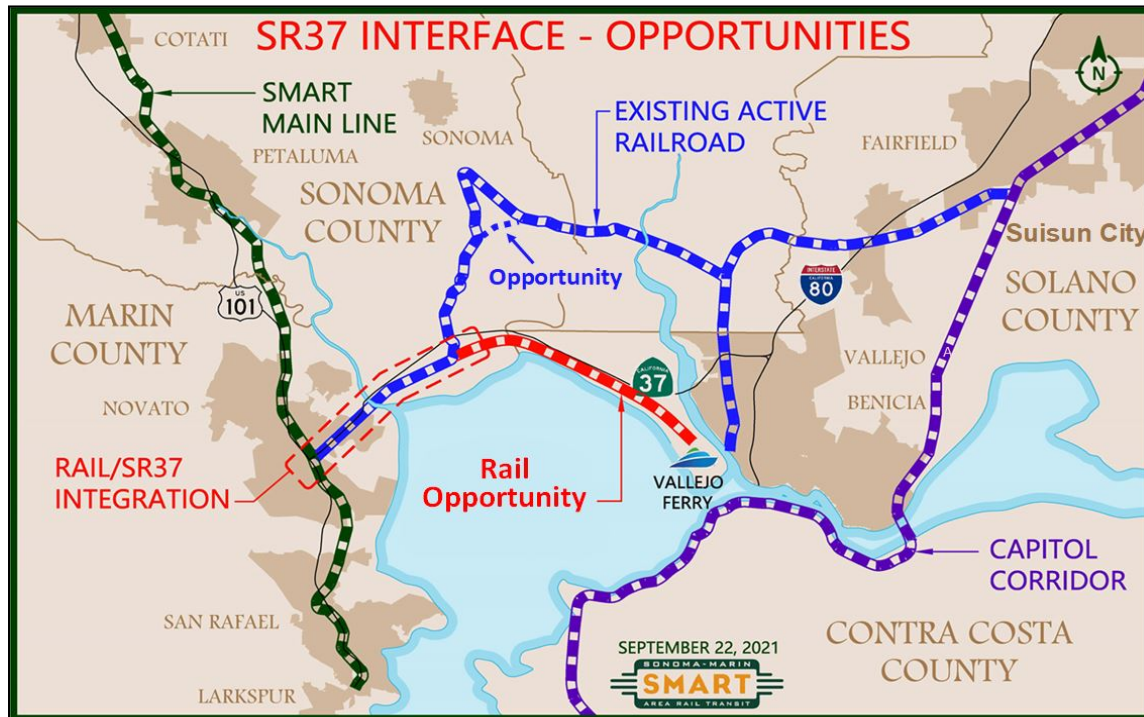 SR37 INTERFACE - OPPORTUNITIES
COTATI
N
SMART
MAIN LINE
SONOMA
EXISTING ACTIVE
RAILROAD
FAIRFIELD
PETALUMA
SONOMA
COUNTY
Suisun City
Opportunity
INTERSTATE
CALIFORNIA
80
SOLANO
COUNTY
US
101
MARIN
COUNTY
VALLEJO
CALIFORNIA
37
BENICIA
NOVATO
RAIL/SR37
INTEGRATION
Rail
Opportunity
VALLEJO
FERRY
A
CAPITOL
CORRIDOR
SAN RAFAEL
CONTRA COSTA
COUNTY
SEPTEMBER 22, 2021
SONOMA-MARIN
SMART
AREA RAIL TRANSIT
LARKSPUR